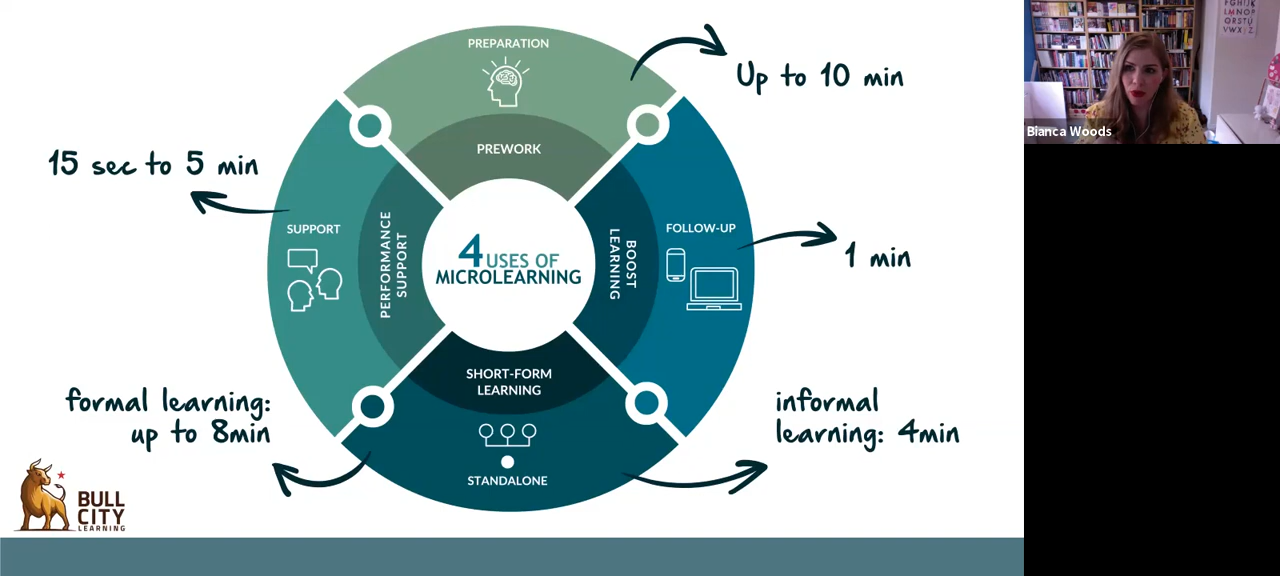 PREPARATION
Up to 10 min
PREWORK
15 sec to 5 min
SUPPORT
PERFORMANCE
SUPPORT
4 USES OF
MICROLEARNING
BOOST
LEARNING
FOLLOW-UP
1 min
SHORT-FORM
LEARNING
formal learning:
up to 8min
informal
learning: 4min
STANDALONE
BULL
CITY
LEARNING
Bianca Woods